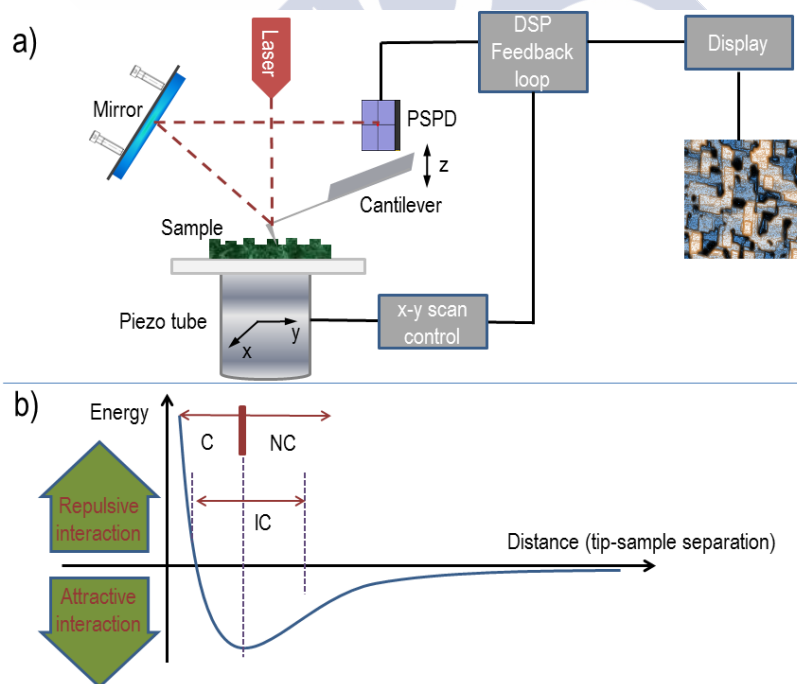 a)
Laser
DSP
Feedback
loop
Display
Mirror
PSPD
z
Cantilever
Sample
Piezo tube
x
y
x-y scan
control
b)
Energy
C
NC
Repulsive
interaction
IC
Distance (tip-sample separation)
Attractive
interaction